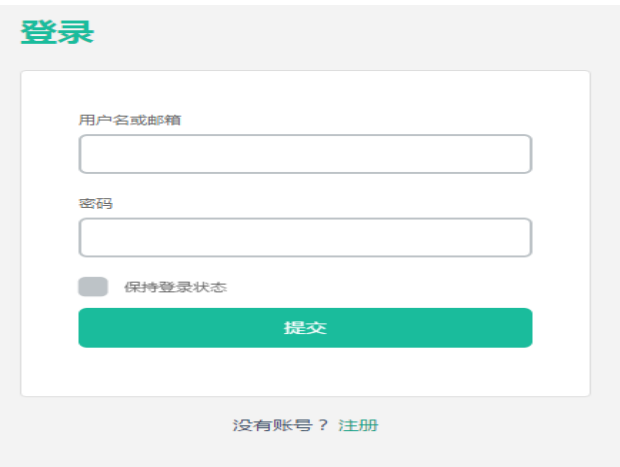 登录
用户名或邮箱
密码
保持登录状态
提交
没有账号？注册